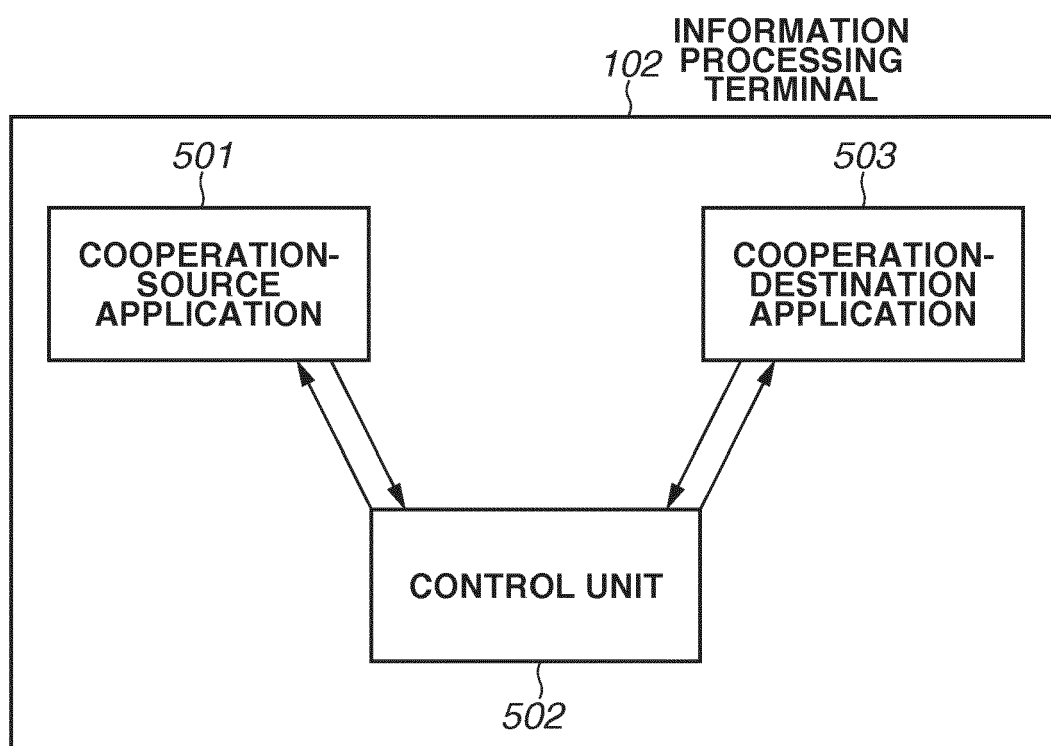 INFORMATION
PROCESSING
TERMINAL
102
501
COOPERATION-
SOURCE
APPLICATION
503
COOPERATION-
DESTINATION
APPLICATION
CONTROL UNIT
502